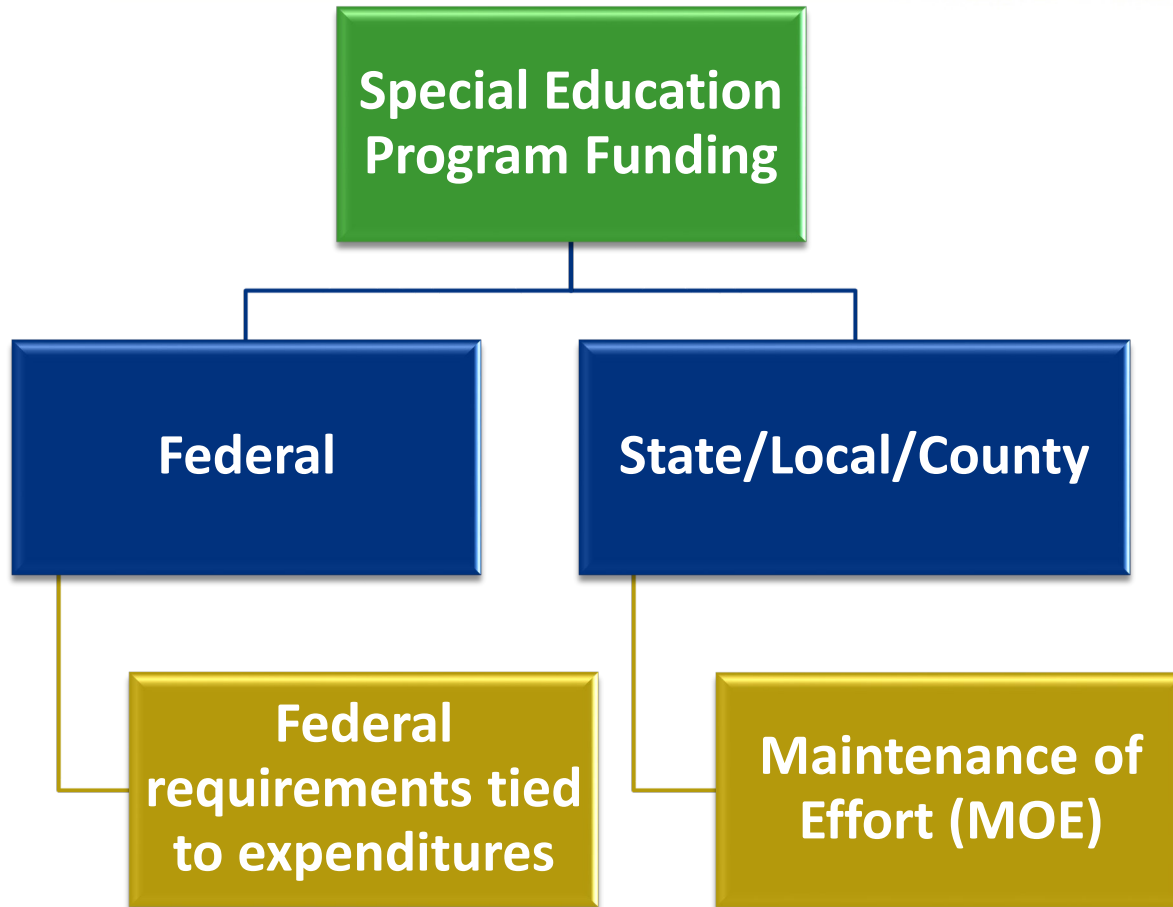 Special Education
Program Funding
Federal
State/Local/County
Federal
requirements tied
to expenditures
Maintenance of
Effort (MOE)